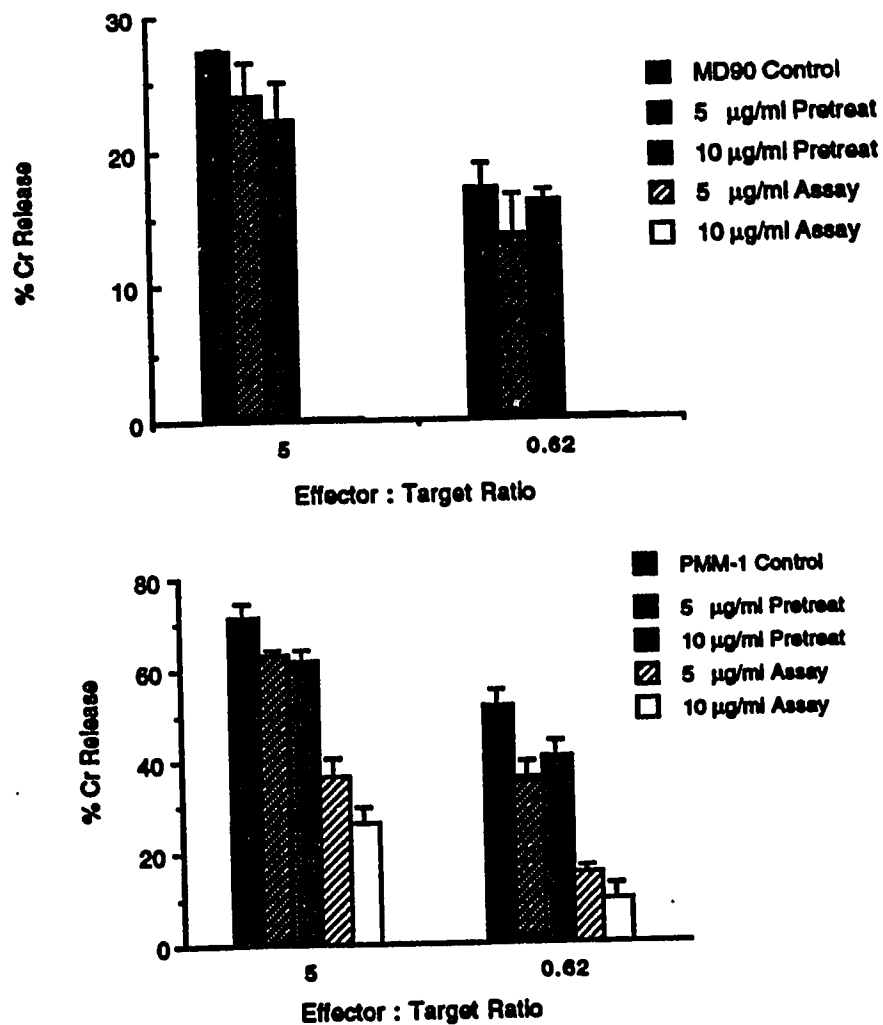 30
20
10
0
% Cr Release
5
0.62
Effector : Target Ratio
MD90 Control
5 µg/ml Pretreat
10 µg/ml Pretreat
5 µg/ml Assay
10 µg/ml Assay
80
60
40
20
0
% Cr Release
5
0.62
Effector : Target Ratio
PMM-1 Control
5 µg/ml Pretreat
10 µg/ml Pretreat
5 µg/ml Assay
10 µg/ml Assay